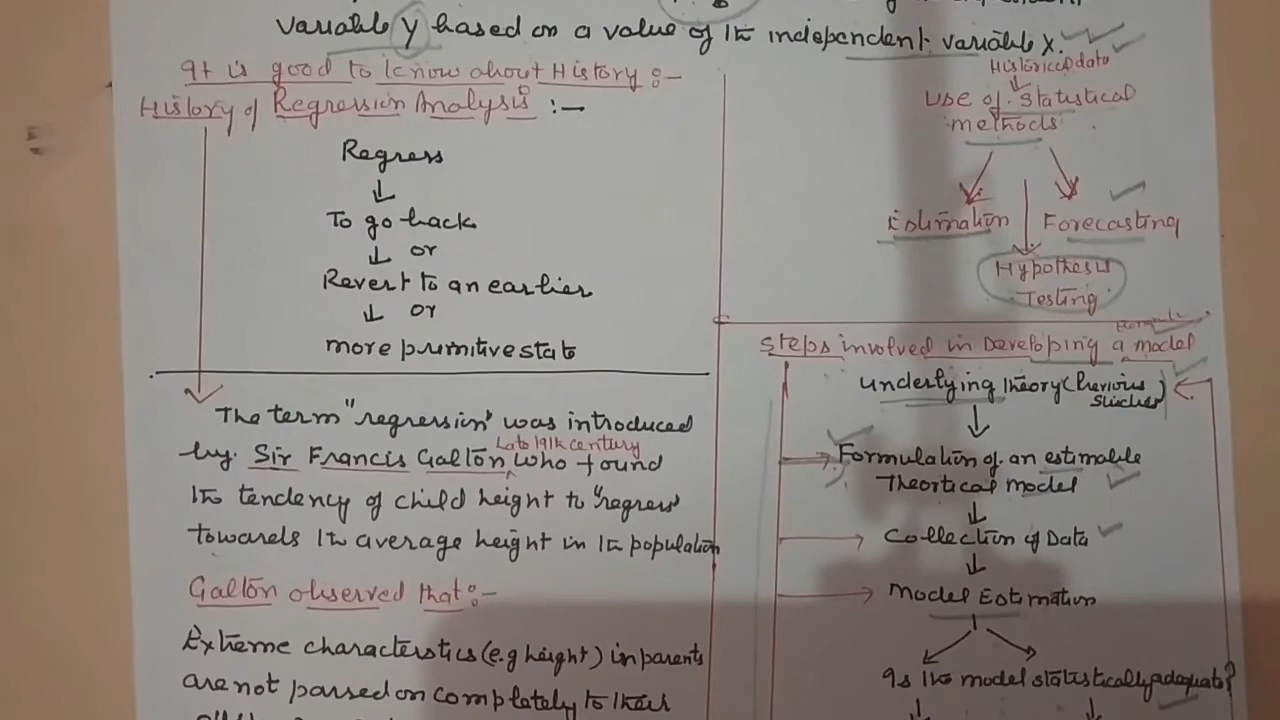 variable y based on a value of the independent variable x.
It is good to know about History :-
History of Regression Analysis :-
Regress
To go back
or
Revert to an earlier
or
more primitive state
The term "regression" was introduced
Late 19th century
by Sir Francis Galton who found
the tendency of child height to "regress"
towards the average height in the population
Galton observed that :-
Extreme characteristics (e.g height) in parents
are not passed on completely to their
Historical data
Use of Statistical
methods
Estimation Forecasting
Hypothesis
Testing
Steps involved in Developing a model
Underlying theory (Previous
Studies)
Formulation of an estimable
Theortical model
Collection of Data
Model Estimation
Is the model statistically adequate?